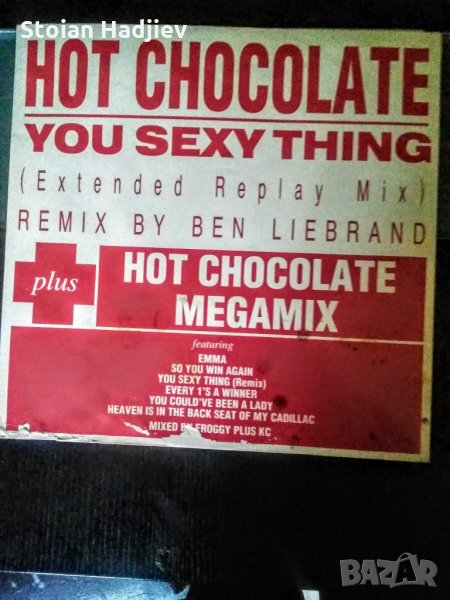 Stoian Hadjiev
HOT CHOCOLATE
YOU SEXY THING
(Extended Replay Mix)
REMIX BY BEN LIEBRAND
plus
HOT CHOCOLATE
MEGAMIX
featuring
EMMA
SO YOU WIN AGAIN
YOU SEXY THING (Remix)
EVERY 1'S A WINNER
YOU COULD'VE BEEN A LADY
HEAVEN IS IN THE BACK SEAT OF MY CADILLAC
MIXED BY FROGGY PLUS KC
BAZAR